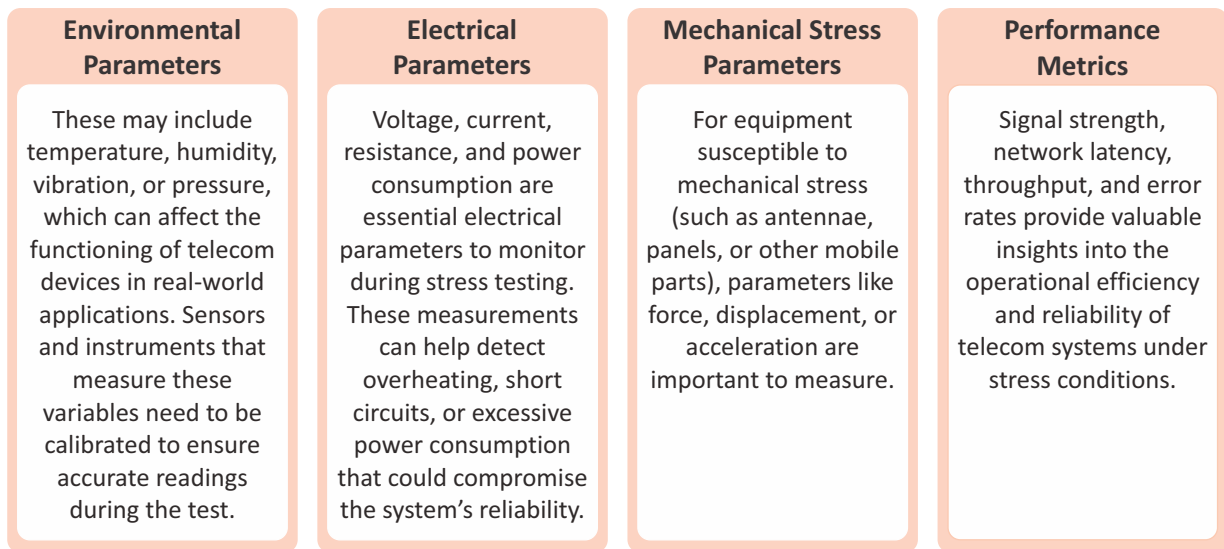 Environmental
Parameters
These may include
temperature, humidity,
vibration, or pressure,
which can affect the
functioning of telecom
devices in real-world
applications. Sensors
and instruments that
measure these
variables need to be
calibrated to ensure
accurate readings
during the test.
Electrical
Parameters
Voltage, current,
resistance, and power
consumption are
essential electrical
parameters to monitor
during stress testing.
These measurements
can help detect
overheating, short
circuits, or excessive
power consumption
that could compromise
the system’s reliability.
Mechanical Stress
Parameters
For equipment
susceptible to
mechanical stress
(such as antennae,
panels, or other mobile
parts), parameters like
force, displacement, or
acceleration are
important to measure.
Performance
Metrics
Signal strength,
network latency,
throughput, and error
rates provide valuable
insights into the
operational efficiency
and reliability of
telecom systems under
stress conditions.